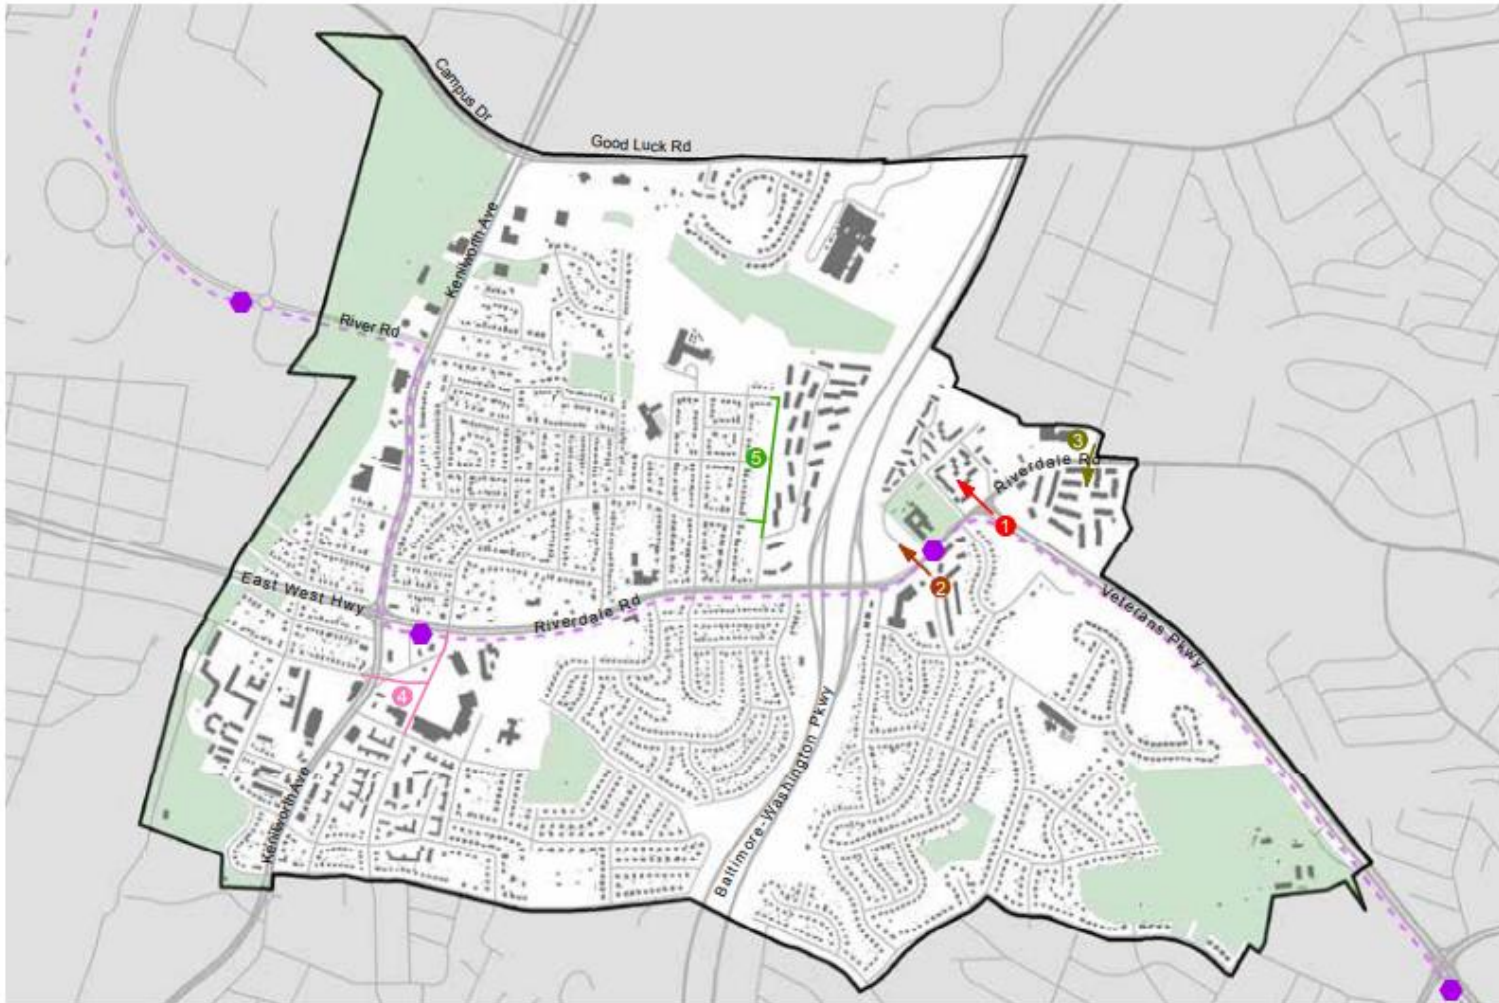 Campus Dr
Good Luck Rd
Kenilworth Ave
River Rd
5
3
Riverdale Rd
1
2
East West Hwy
Riverdale Rd
Veterans Pkwy
4
Baltimore-Washington Pkwy
Kenilworth Ave